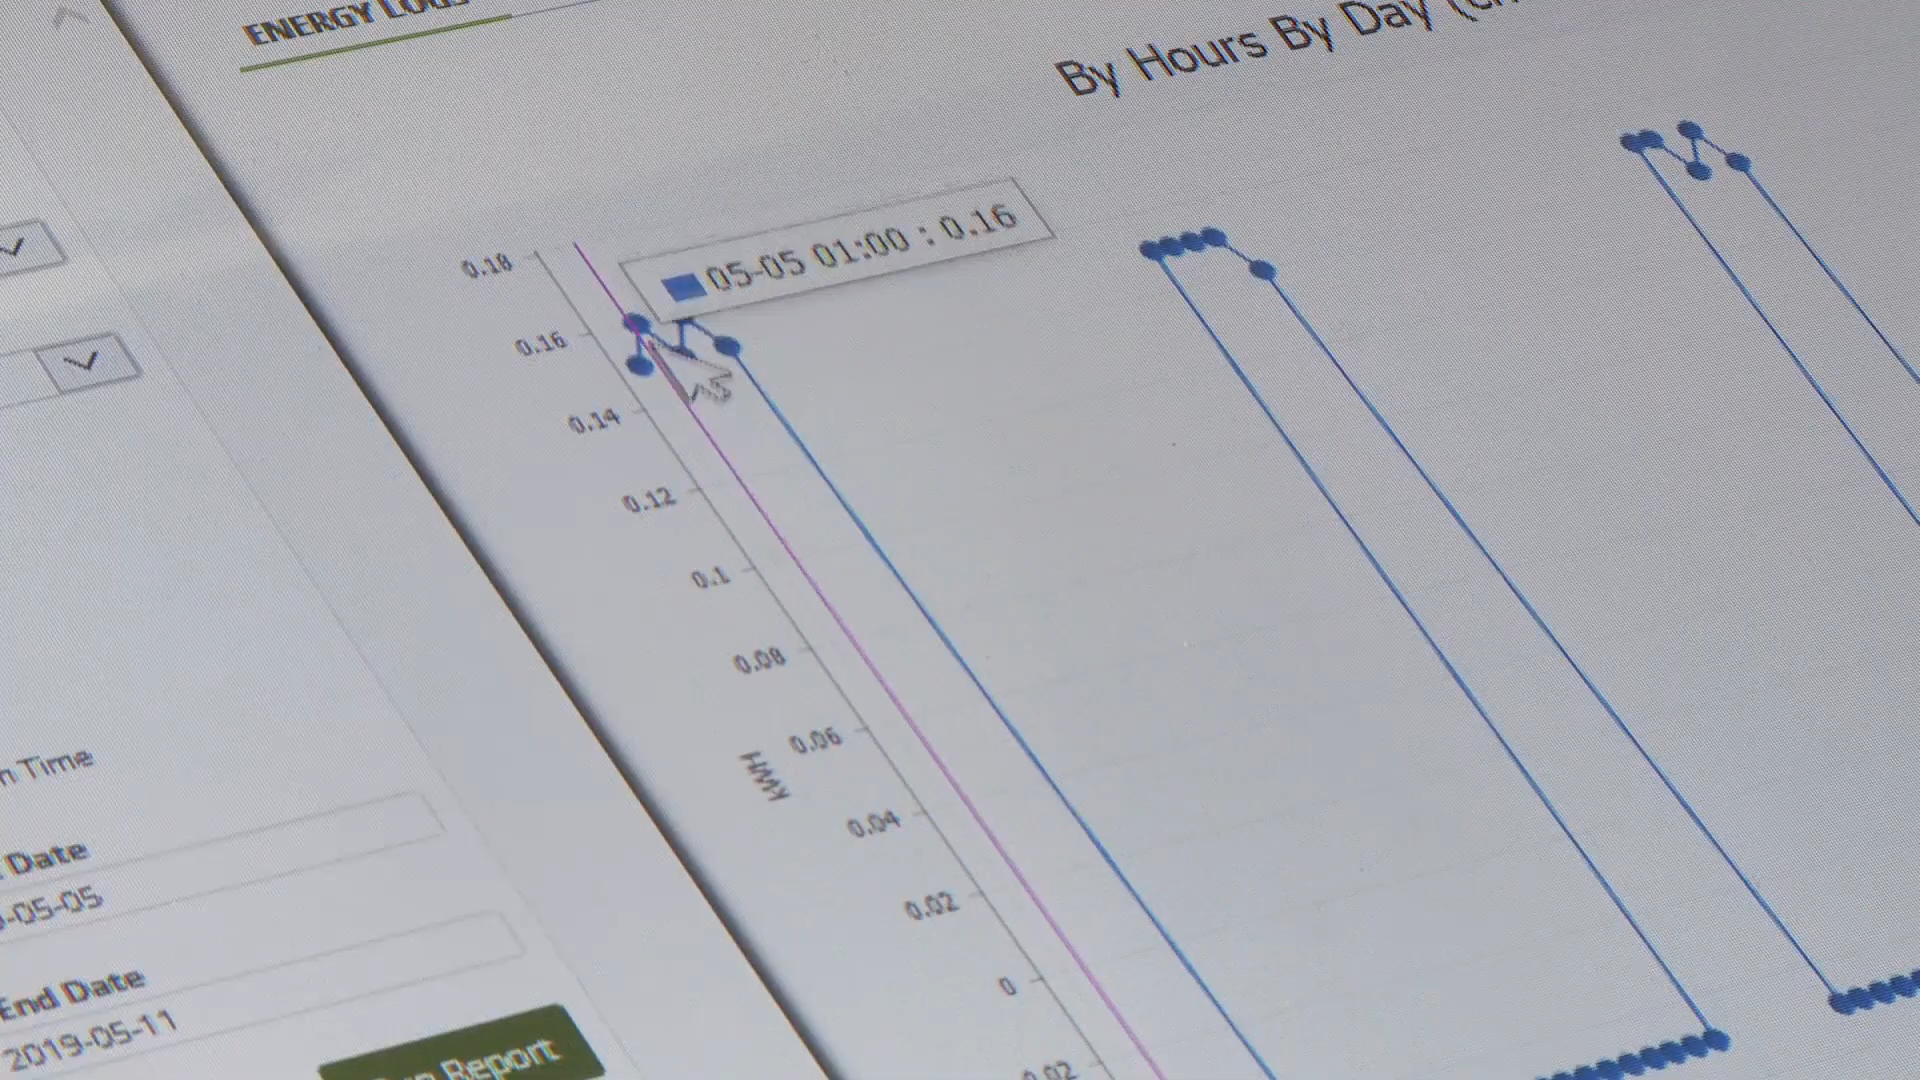 ENERGY
By Hours By Day
05-05 01:00 : 0.16
0.18
0.16
0.14
0.12
0.1
0.08
0.06
0.04
0.02
0
0.02
KWH
Time
Date
-05-05
End Date
2019-05-11
Report